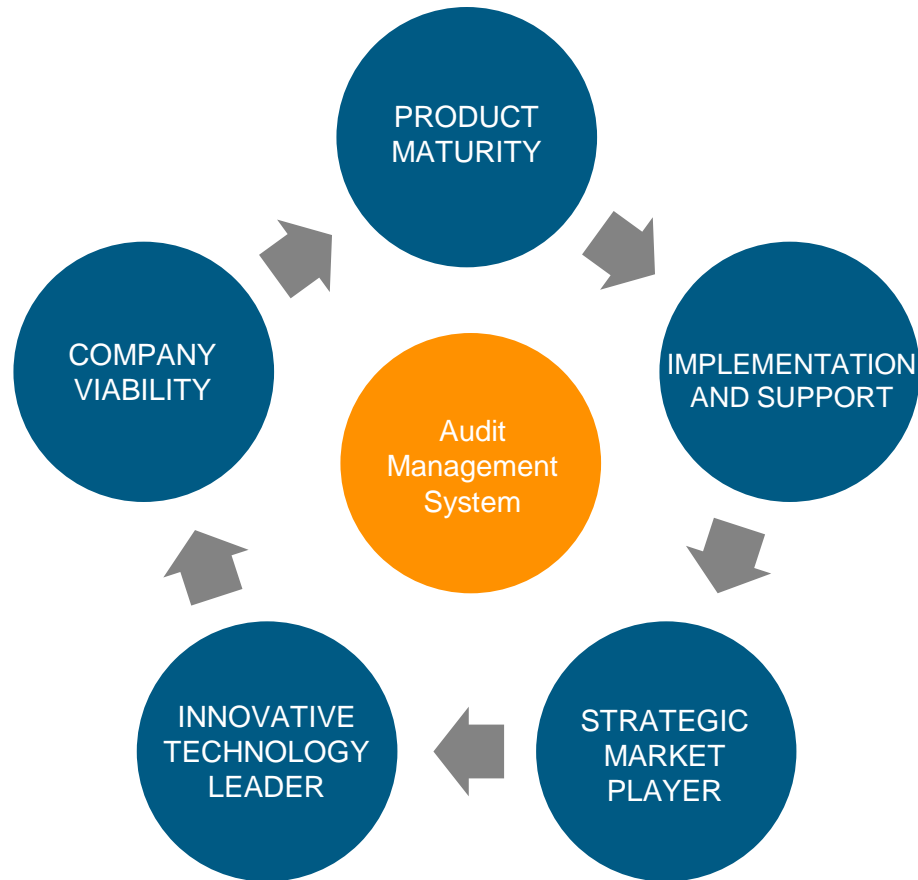 PRODUCT
MATURITY
COMPANY
VIABILITY
IMPLEMENTATION
AND SUPPORT
Audit
Management
System
INNOVATIVE
TECHNOLOGY
LEADER
STRATEGIC
MARKET
PLAYER